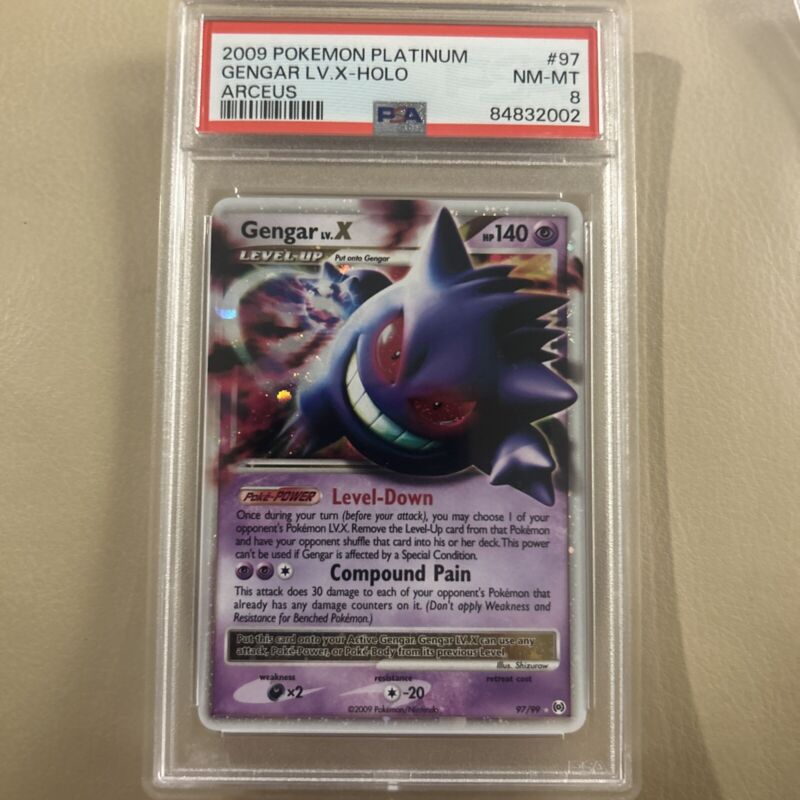 2009 POKEMON PLATINUM #97
GENGAR LV.X-HOLO NM-MT
ARCEUS 8
PSA 84832002
Gengar LV.X HP 140
LEVEL-UP Put onto Gengar
Poké-POWER Level-Down
Once during your turn (before your attack), you may choose 1 of your
opponent's Pokémon LV.X. Remove the Level-Up card from that Pokémon
and have your opponent shuffle that card into his or her deck. This power
can't be used if Gengar is affected by a Special Condition.
Compound Pain
This attack does 30 damage to each of your opponent's Pokémon that
already has any damage counters on it. (Don't apply Weakness and
Resistance for Benched Pokémon.)
Put this card onto your Active Gengar. Gengar LV.X can use any
attack, Poké-Power, or Poké-Body from its previous Level.
Illus. Shizurow
weakness resistance retreat cost
×2 -20
©2009 Pokémon/Nintendo 97/99
PSA